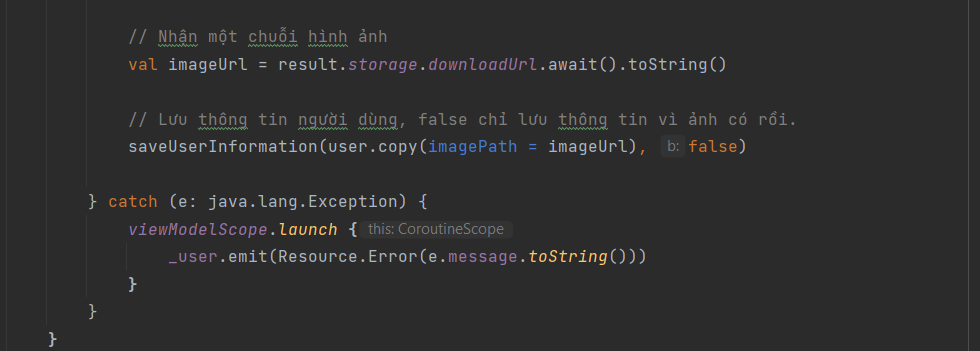 // Nhận một chuỗi hình ảnh
val imageUrl = result.storage.downloadUrl.await().toString()
// Lưu thông tin người dùng, false chỉ lưu thông tin vì ảnh có rồi.
saveUserInformation(user.copy(imagePath = imageUrl), b: false)
} catch (e: java.lang.Exception) {
viewModelScope.launch { this: CoroutineScope
_user.emit(Resource.Error(e.message.toString()))
}
}
}